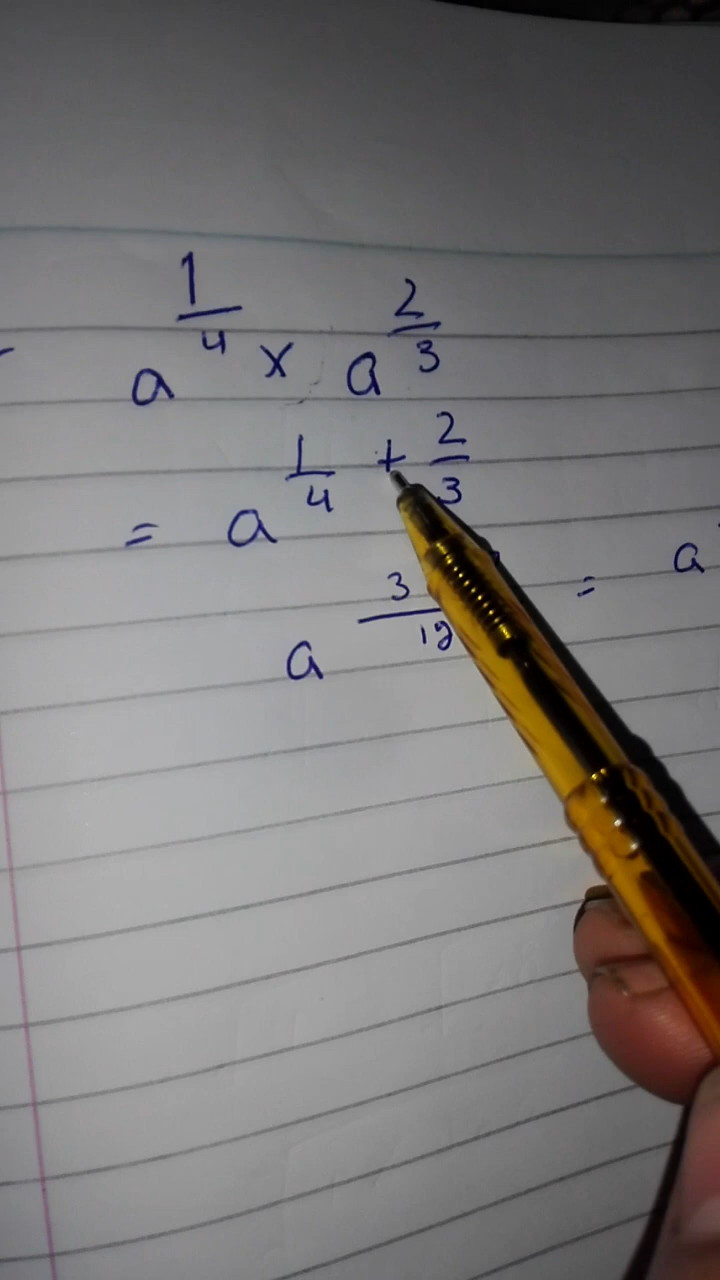 a^(1/4) x a^(2/3)
= a^(1/4 + 2/3)
a^(3/12) = a